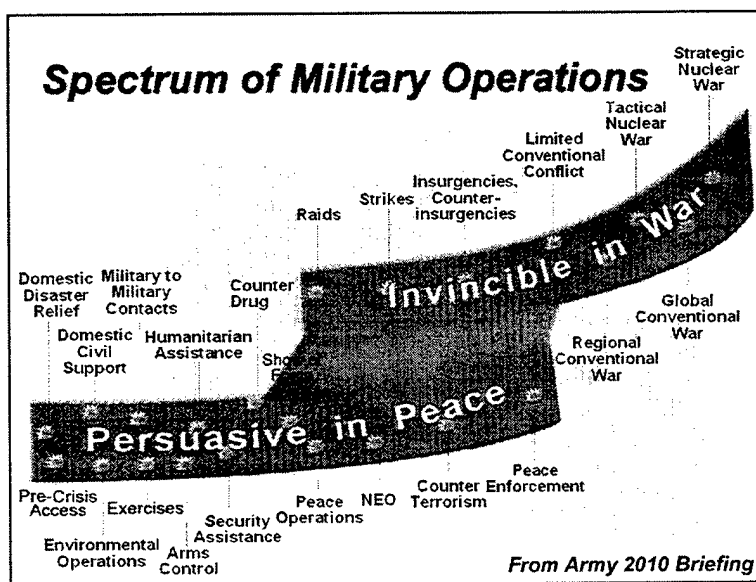 Spectrum of Military Operations
Strategic
Nuclear
War
Tactical
Nuclear
War
Limited
Conventional
Conflict
Insurgencies,
Counter-
insurgencies
Strikes
Raids
Counter
Drug
Military to
Military
Contacts
Domestic
Disaster
Relief
Domestic
Civil
Support
Humanitarian
Assistance
Show of
Invincible in War
Persuasive in Peace
Global
Conventional
War
Regional
Conventional
War
Peace
Enforcement
Counter
Terrorism
NEO
Peace
Operations
Security
Assistance
Arms
Control
Exercises
Environmental
Operations
Pre-Crisis
Access
From Army 2010 Briefing